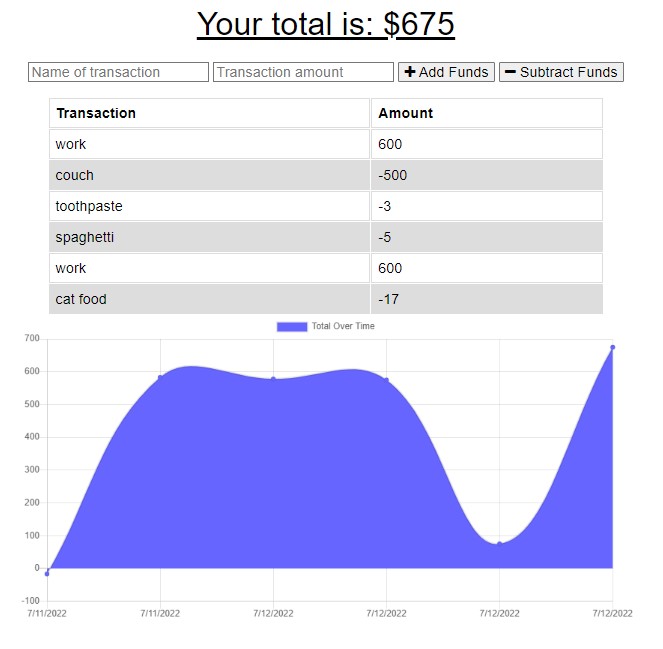 Your total is: $675
Name of transaction Transaction amount + Add Funds − Subtract Funds
Transaction Amount
work 600
couch -500
toothpaste -3
spaghetti -5
work 600
cat food -17
Total Over Time
700
600
500
400
300
200
100
0
-100
7/11/2022 7/11/2022 7/12/2022 7/12/2022 7/12/2022 7/12/2022